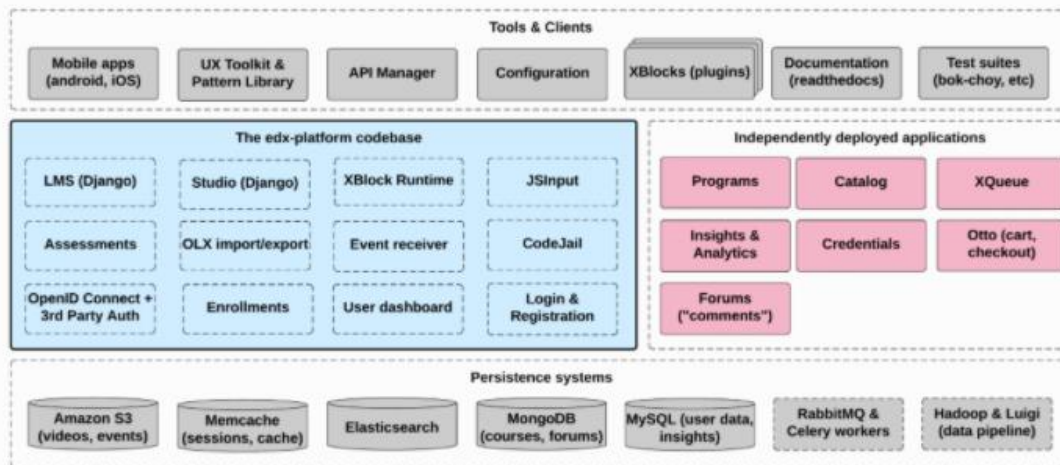 Tools & Clients
Mobile apps
(android, iOS)
UX Toolkit &
Pattern Library
API Manager
Configuration
XBlocks (plugins)
Documentation
(readthedocs)
Test suites
(bok-choy, etc)
The edx-platform codebase
LMS (Django)
Studio (Django)
XBlock Runtime
JSInput
Assessments
OLX import/export
Event receiver
CodeJail
OpenID Connect +
3rd Party Auth
Enrollments
User dashboard
Login &
Registration
Independently deployed applications
Programs
Catalog
XQueue
Insights &
Analytics
Credentials
Otto (cart,
checkout)
Forums
("comments")
Persistence systems
Amazon S3
(videos, events)
Memcache
(sessions, cache)
Elasticsearch
MongoDB
(courses, forums)
MySQL (user data,
insights)
RabbitMQ &
Celery workers
Hadoop & Luigi
(data pipeline)